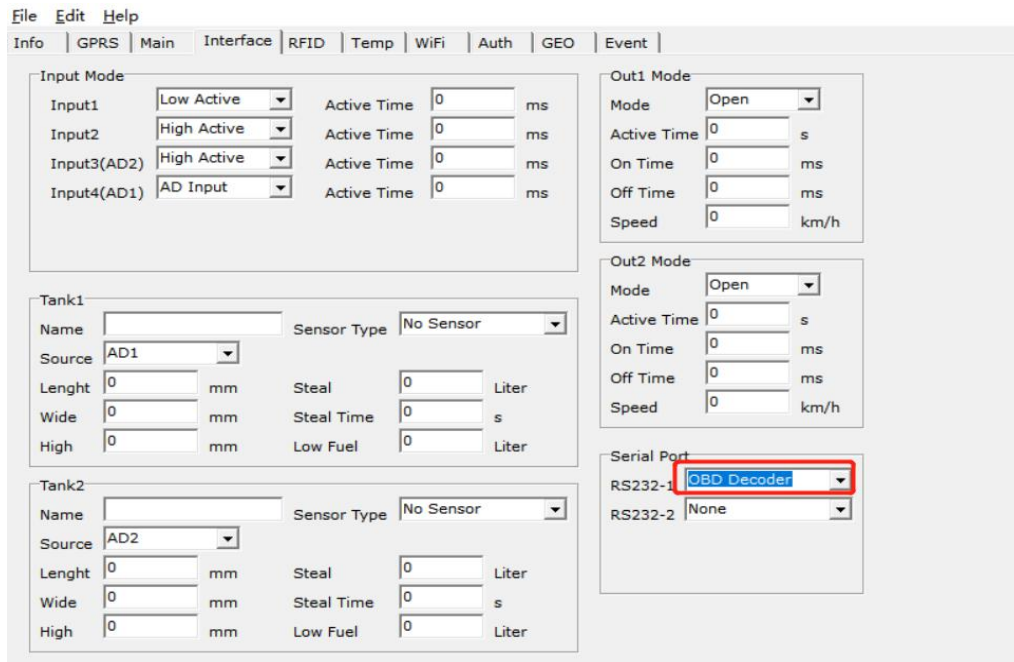 File Edit Help
Info GPRS Main Interface RFID Temp WiFi Auth GEO Event
Input Mode
Input1 Low Active Active Time 0 ms
Input2 High Active Active Time 0 ms
Input3(AD2) High Active Active Time 0 ms
Input4(AD1) AD Input Active Time 0 ms
Tank1
Name Sensor Type No Sensor
Source AD1
Lenght 0 mm Steal 0 Liter
Wide 0 mm Steal Time 0 s
High 0 mm Low Fuel 0 Liter
Tank2
Name Sensor Type No Sensor
Source AD2
Lenght 0 mm Steal 0 Liter
Wide 0 mm Steal Time 0 s
High 0 mm Low Fuel 0 Liter
Out1 Mode
Mode Open
Active Time 0 s
On Time 0 ms
Off Time 0 ms
Speed 0 km/h
Out2 Mode
Mode Open
Active Time 0 s
On Time 0 ms
Off Time 0 ms
Speed 0 km/h
Serial Port
RS232-1 OBD Decoder
RS232-2 None